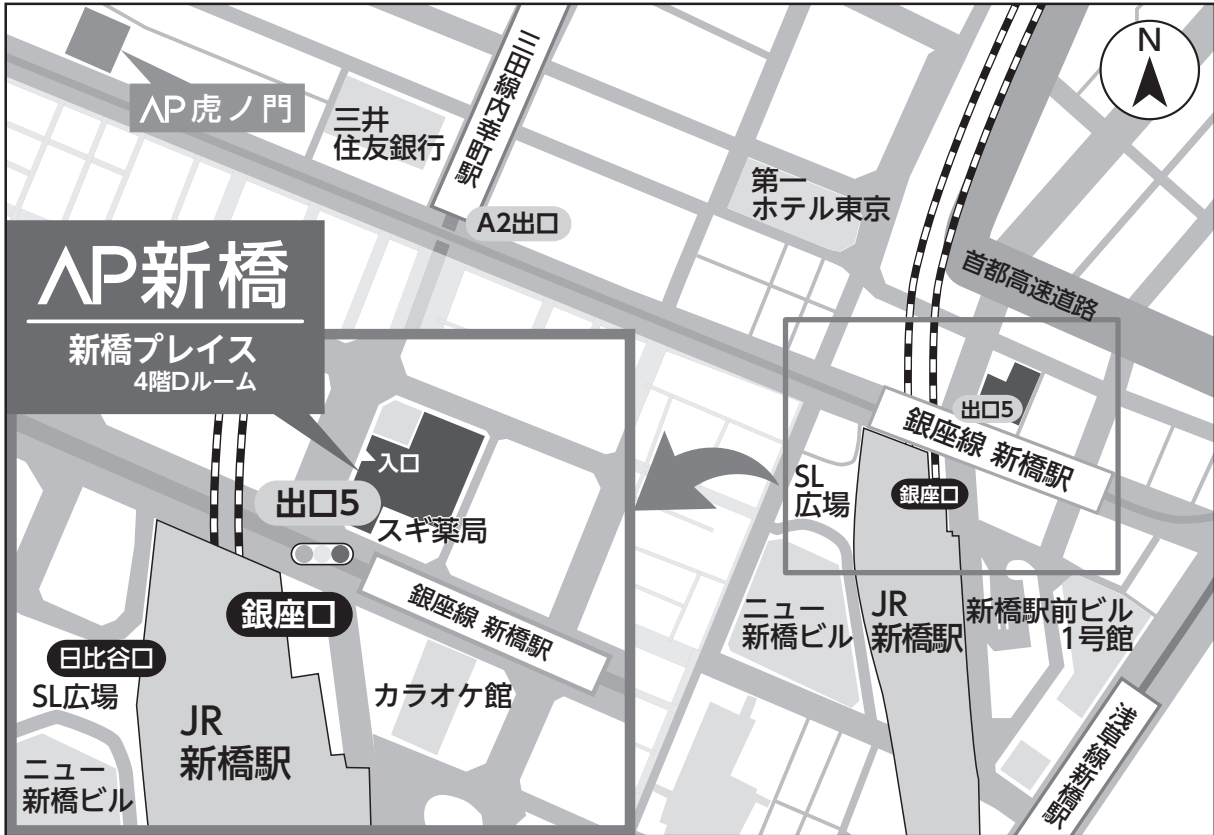 AP虎ノ門
三井
住友銀行
三田線内幸町駅
A2出口
第一
ホテル東京
N
首都高速道路
出口5
銀座線 新橋駅
SL
広場
銀座口
ニュー
新橋ビル
JR
新橋駅
新橋駅前ビル
1号館
浅草線新橋駅
AP新橋
新橋プレイス
4階Dルーム
入口
出口5
スギ薬局
銀座線 新橋駅
銀座口
日比谷口
SL広場
カラオケ館
JR
新橋駅
ニュー
新橋ビル